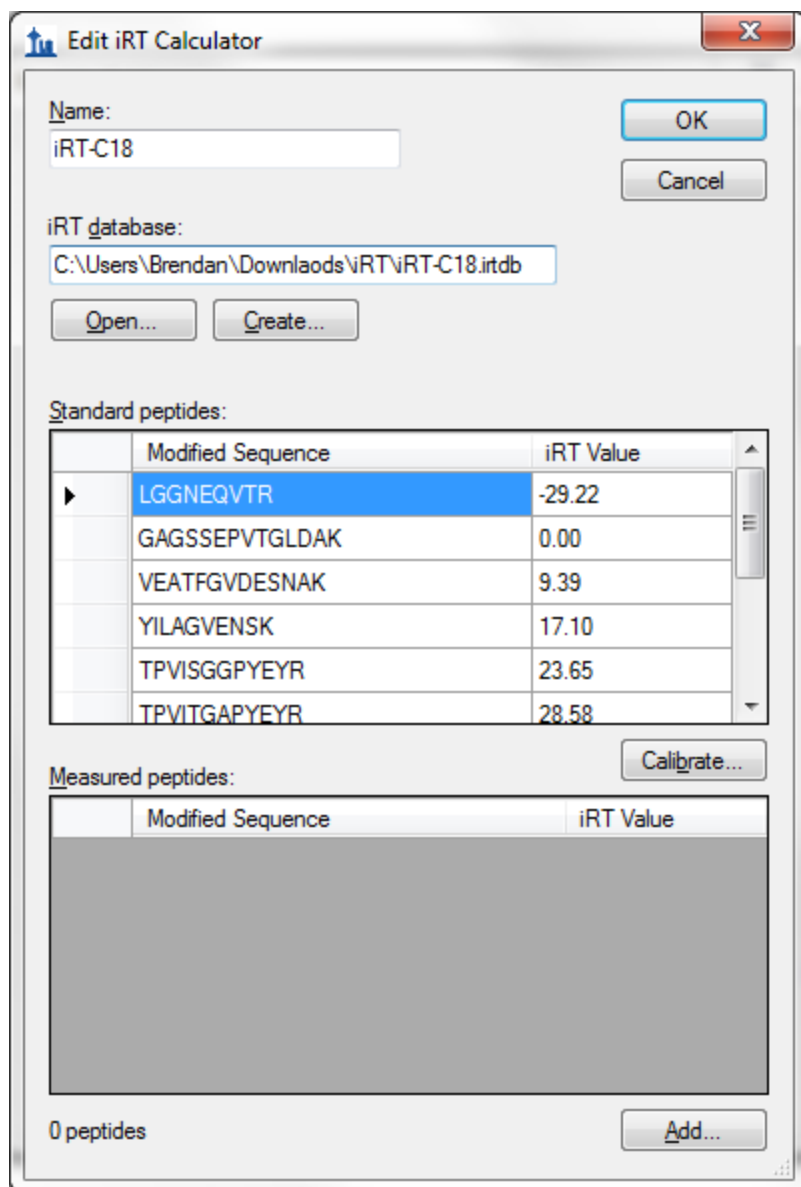 Edit iRT Calculator
Name:
OK
iRT-C18
Cancel
iRT database:
C:\Users\Brendan\Downlaods\iRT\iRT-C18.irtdb
Open... Create...
Standard peptides:
Modified Sequence iRT Value
LGGNEQVTR -29.22
GAGSSEPVTGLDAK 0.00
VEATFGVDESNAK 9.39
YILAGVENSK 17.10
TPVISGGPYEYR 23.65
TPVITGAPYEYR 28.58
Calibrate...
Measured peptides:
Modified Sequence iRT Value
0 peptides Add...